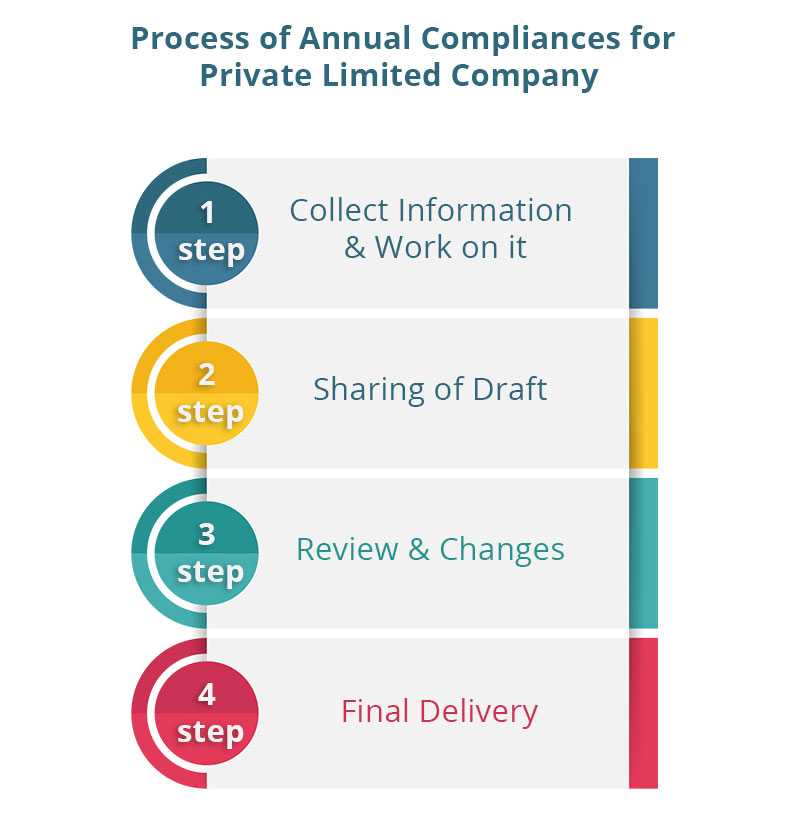 Process of Annual Compliances for
Private Limited Company
1
step
Collect Information
& Work on it
2
step
Sharing of Draft
3
step
Review & Changes
4
step
Final Delivery